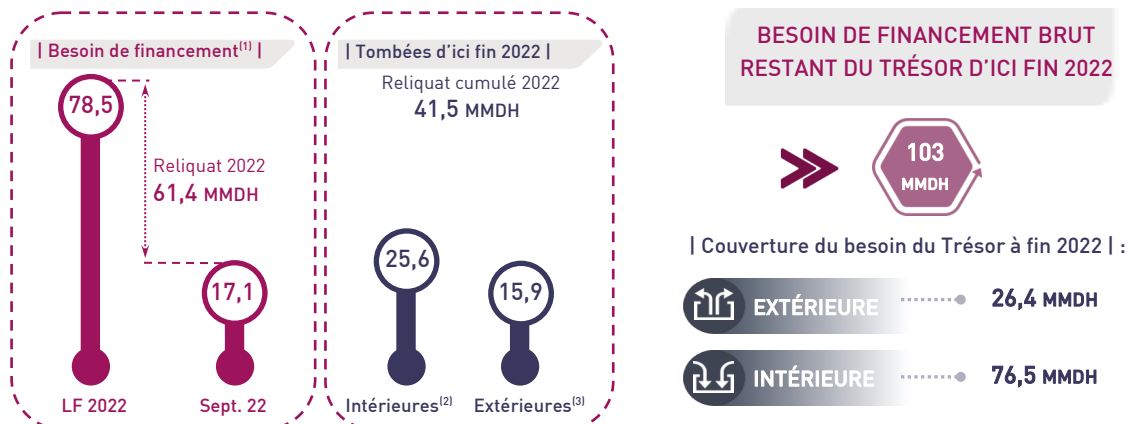 | Besoin de financement(1) |
78,5
Reliquat 2022
61,4 MMDH
17,1
LF 2022
Sept. 22
| Tombées d'ici fin 2022 |
Reliquat cumulé 2022
41,5 MMDH
25,6
15,9
Intérieures(2)
Extérieures(3)
BESOIN DE FINANCEMENT BRUT
RESTANT DU TRÉSOR D'ICI FIN 2022
103
MMDH
| Couverture du besoin du Trésor à fin 2022 | :
EXTÉRIEURE
26,4 MMDH
INTÉRIEURE
76,5 MMDH